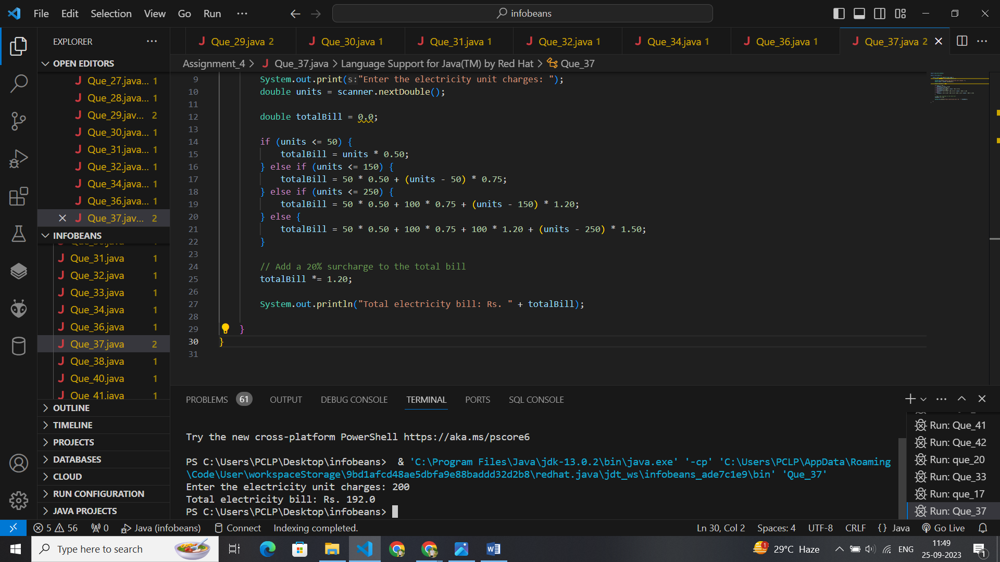 File Edit Selection View Go Run ···
infobeans
EXPLORER ···
Que_29.java 2 Que_30.java 1 Que_31.java 1 Que_32.java 1 Que_34.java 1 Que_36.java 1 Que_37.java 2
Assignment_4 > Que_37.java > Language Support for Java(TM) by Red Hat > Que_37
OPEN EDITORS
Que_27.java... 1
Que_28.java... 1
Que_29.jav... 2
Que_30.java... 1
Que_31.java... 1
Que_32.java... 1
Que_34.java... 1
Que_36.java... 1
Que_37.jav... 2
INFOBEANS
Que_31.java 1
Que_32.java 1
Que_33.java 1
Que_34.java 1
Que_36.java 1
Que_37.java 2
Que_38.java 1
Que_40.java 1
Que_41.java 1
OUTLINE
TIMELINE
PROJECTS
DATABASES
CLOUD
RUN CONFIGURATION
JAVA PROJECTS
9 System.out.print(s:"Enter the electricity unit charges: ");
10 double units = scanner.nextDouble();
11
12 double totalBill = 0.0;
13
14 if (units <= 50) {
15 totalBill = units * 0.50;
16 } else if (units <= 150) {
17 totalBill = 50 * 0.50 + (units - 50) * 0.75;
18 } else if (units <= 250) {
19 totalBill = 50 * 0.50 + 100 * 0.75 + (units - 150) * 1.20;
20 } else {
21 totalBill = 50 * 0.50 + 100 * 0.75 + 100 * 1.20 + (units - 250) * 1.50;
22 }
23
24 // Add a 20% surcharge to the total bill
25 totalBill *= 1.20;
26
27 System.out.println("Total electricity bill: Rs. " + totalBill);
28
29 }
30 }
31
PROBLEMS 61 OUTPUT DEBUG CONSOLE TERMINAL PORTS SQL CONSOLE
Try the new cross-platform PowerShell https://aka.ms/pscore6
PS C:\Users\PCLP\Desktop\infobeans>  & 'C:\Program Files\Java\jdk-13.0.2\bin\java.exe' '-cp' 'C:\Users\PCLP\AppData\Roaming
\Code\User\workspaceStorage\9bd1afcd48ae5dbfa9e88baddd32d2b8\redhat.java\jdt_ws\infobeans_ade7c1e9\bin' 'Que_37'
Enter the electricity unit charges: 200
Total electricity bill: Rs. 192.0
PS C:\Users\PCLP\Desktop\infobeans>
Run: Que_41
Run: Que_42
Run: que_20
Run: Que_33
Run: que_17
Run: Que_37
5 56 0 Java (infobeans) Connect Indexing completed. Ln 30, Col 2 Spaces: 4 UTF-8 CRLF {} Java Go Live
Type here to search
1 29°C Haze ENG 11:49
25-09-2023 1